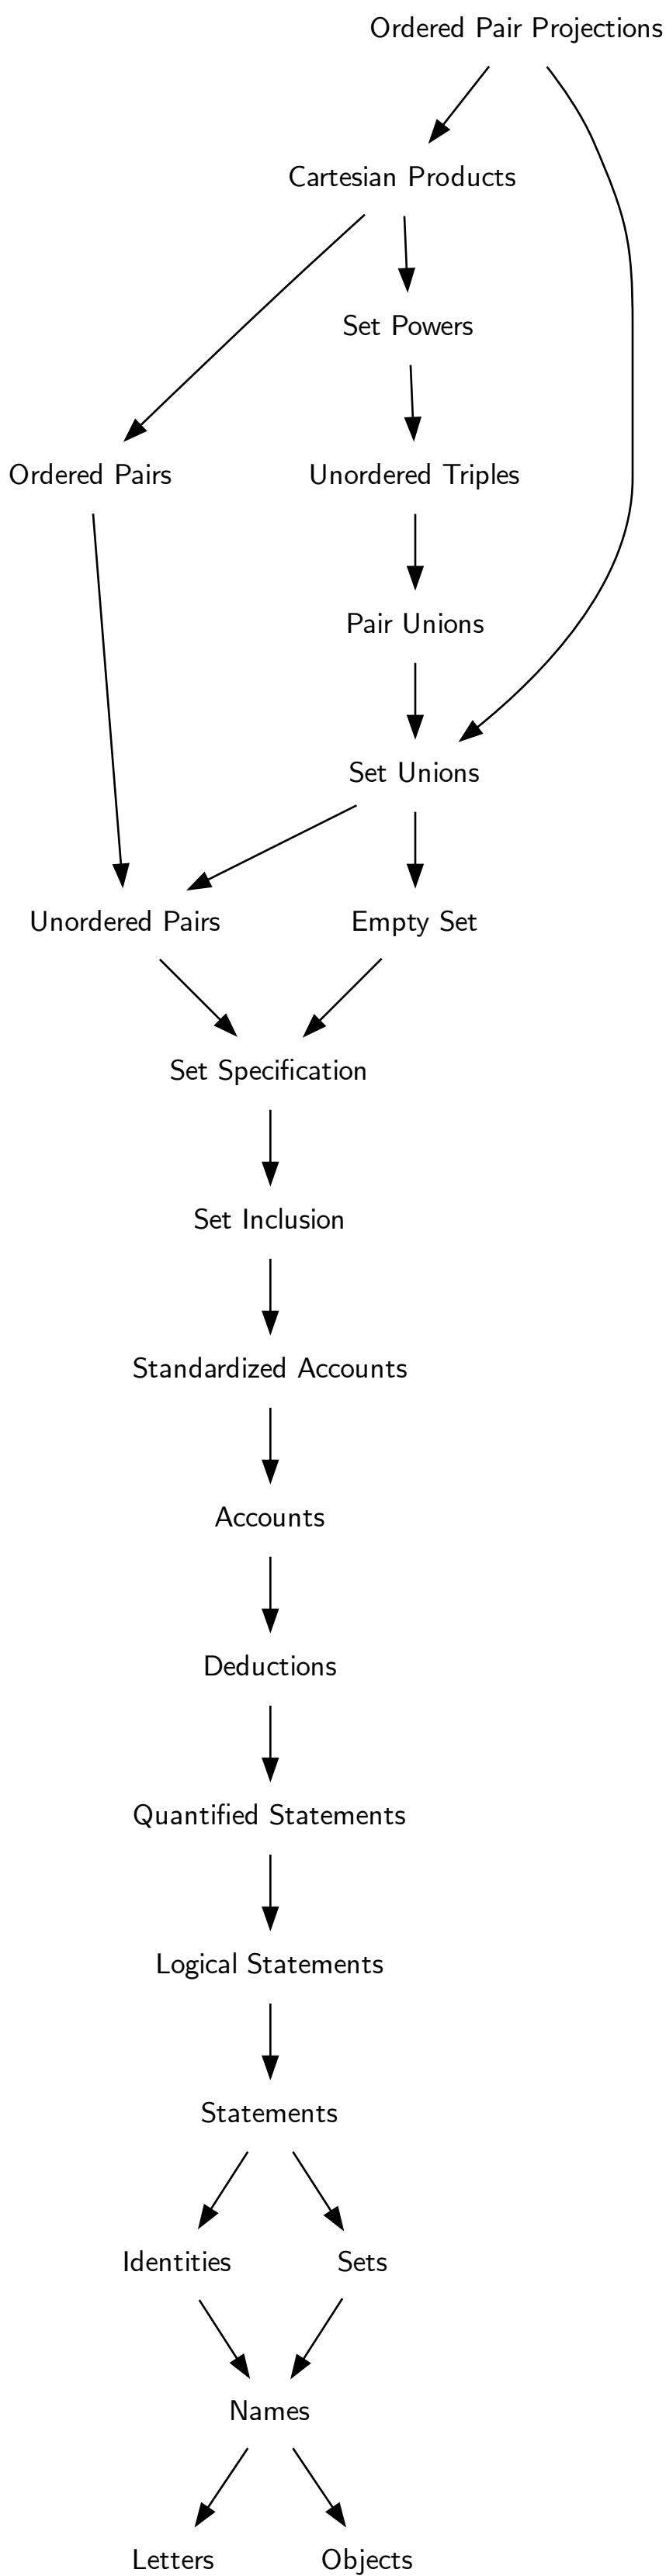 Ordered Pair Projections
Cartesian Products
Set Powers
Ordered Pairs
Unordered Triples
Pair Unions
Set Unions
Unordered Pairs
Empty Set
Set Specification
Set Inclusion
Standardized Accounts
Accounts
Deductions
Quantified Statements
Logical Statements
Statements
Identities
Sets
Names
Letters
Objects